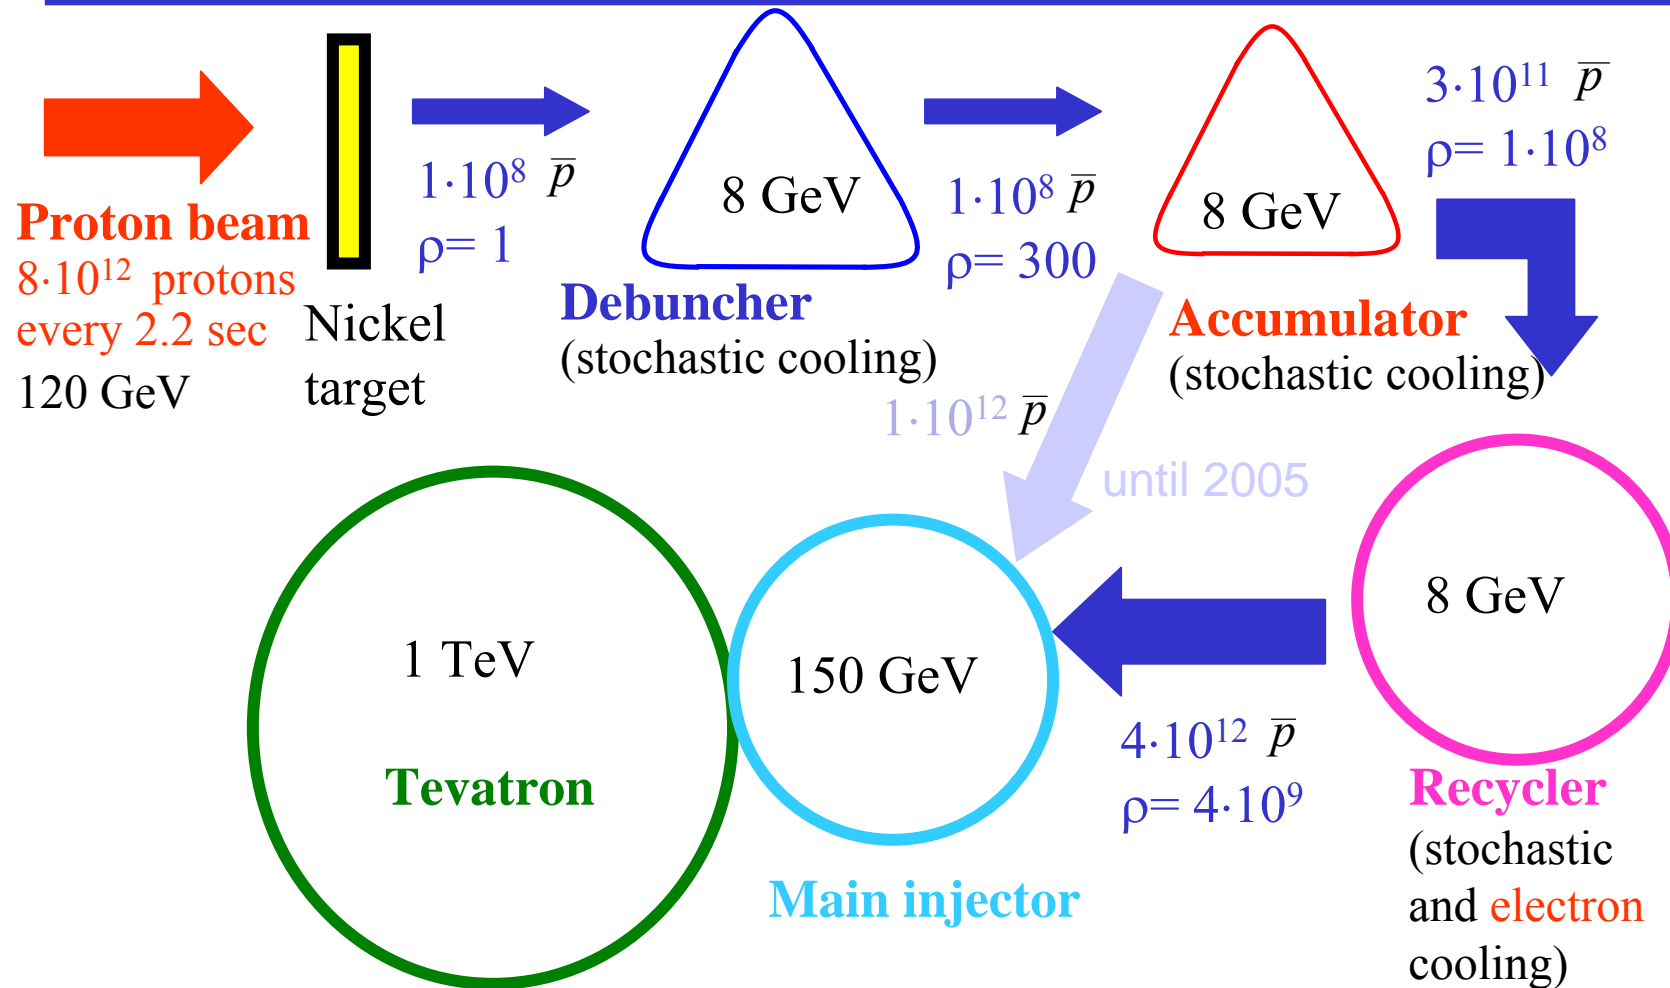 Proton beam
8·10¹² protons
every 2.2 sec
120 GeV
Nickel
target
1·10⁸ p̅
ρ= 1
8 GeV
Debuncher
(stochastic cooling)
1·10⁸ p̅
ρ= 300
8 GeV
Accumulator
(stochastic cooling)
3·10¹¹ p̅
ρ= 1·10⁸
1·10¹² p̅
until 2005
8 GeV
Recycler
(stochastic
and electron
cooling)
4·10¹² p̅
ρ= 4·10⁹
150 GeV
Main injector
1 TeV
Tevatron